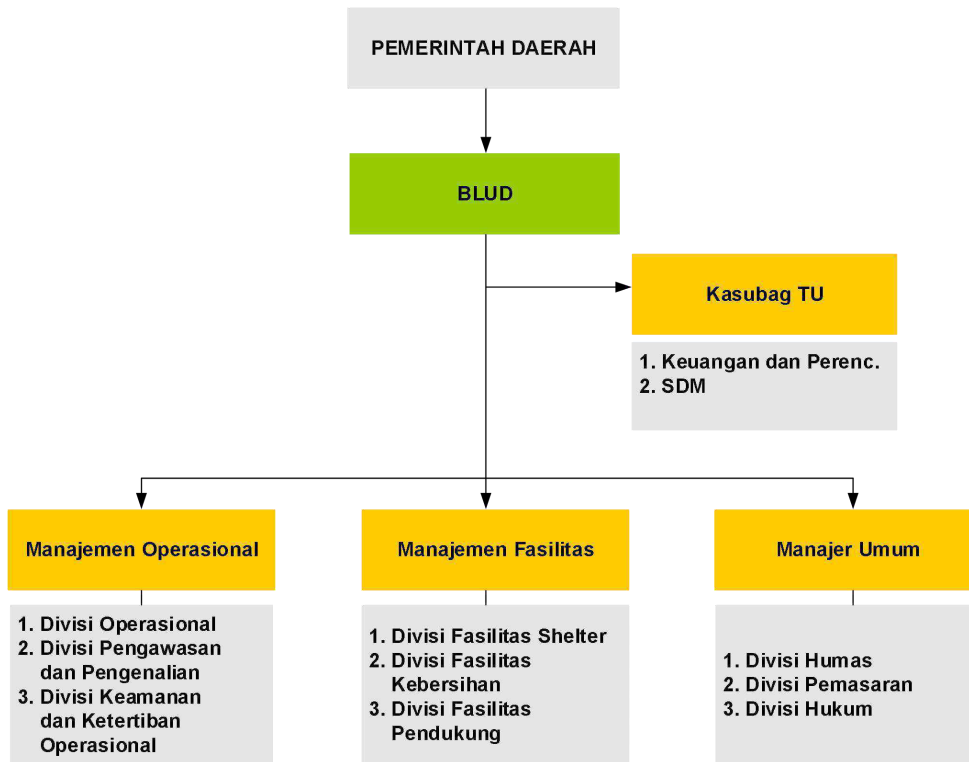 PEMERINTAH DAERAH
BLUD
Kasubag TU
1. Keuangan dan Perenc.
2. SDM
Manajemen Operasional
1. Divisi Operasional
2. Divisi Pengawasan
dan Pengenalian
3. Divisi Keamanan
dan Ketertiban
Operasional
Manajemen Fasilitas
1. Divisi Fasilitas Shelter
2. Divisi Fasilitas
Kebersihan
3. Divisi Fasilitas
Pendukung
Manajer Umum
1. Divisi Humas
2. Divisi Pemasaran
3. Divisi Hukum